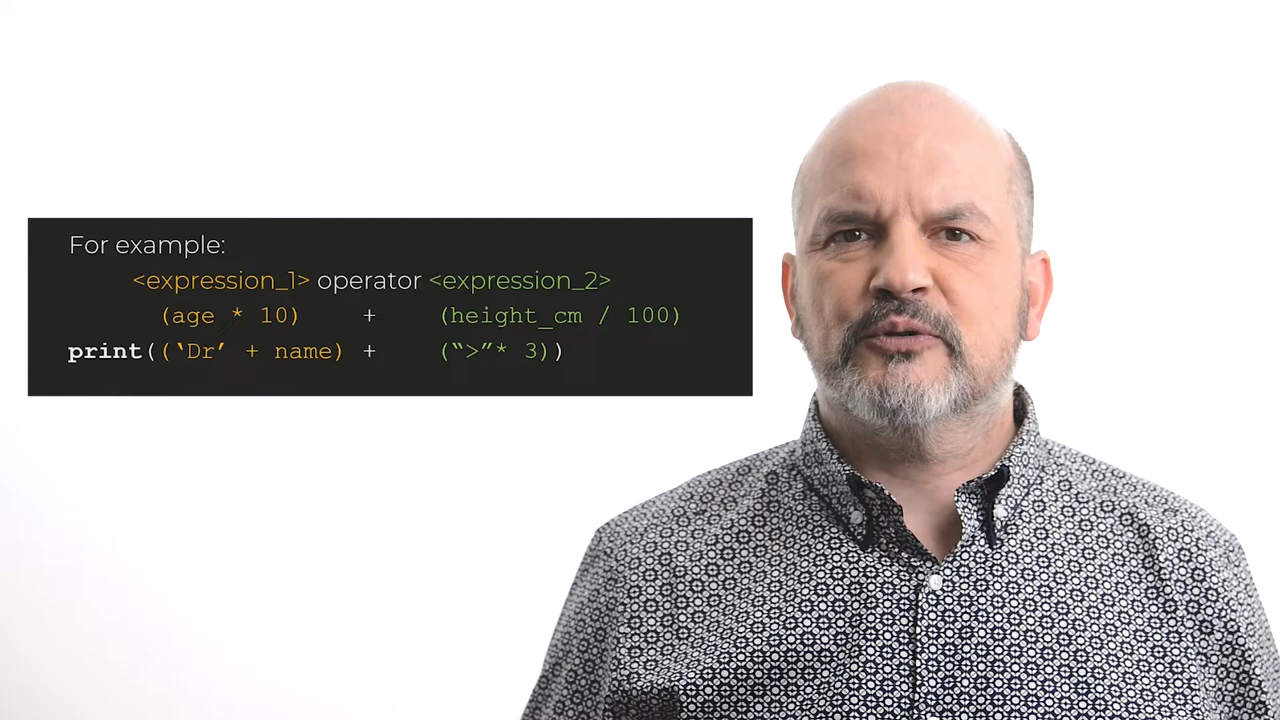 For example:
<expression_1> operator <expression_2>
(age * 10) + (height_cm / 100)
print((‘Dr’ + name) + (“>”* 3))